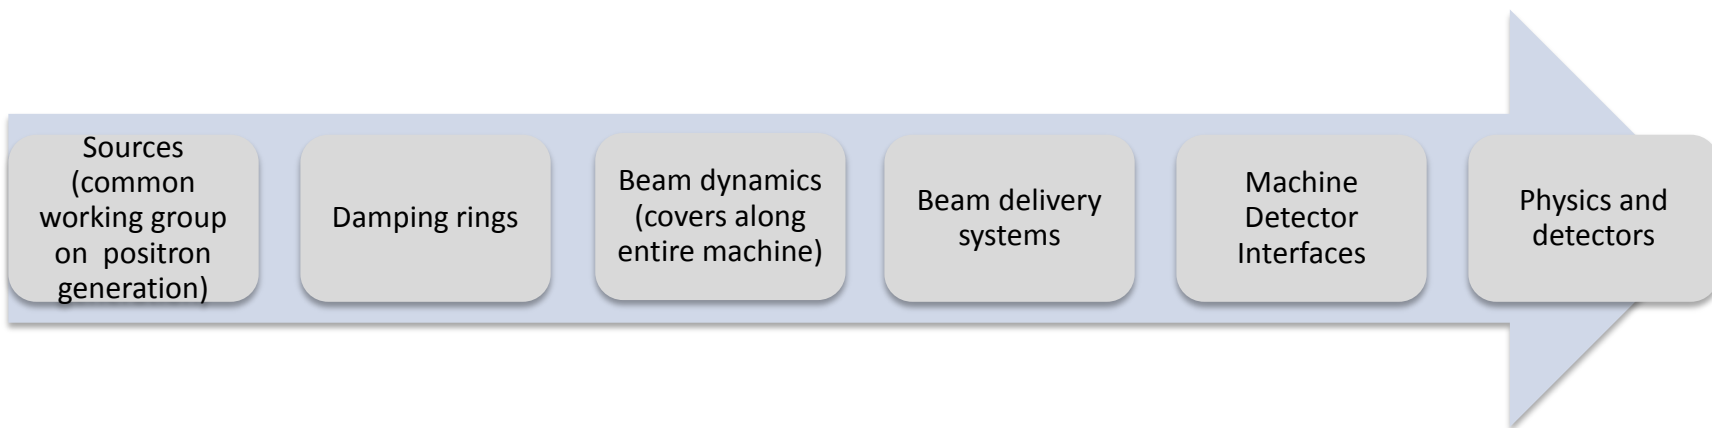 Sources
(common
working group
on  positron
generation)
Damping rings
Beam dynamics
(covers along
entire machine)
Beam delivery
systems
Machine
Detector
Interfaces
Physics and
detectors